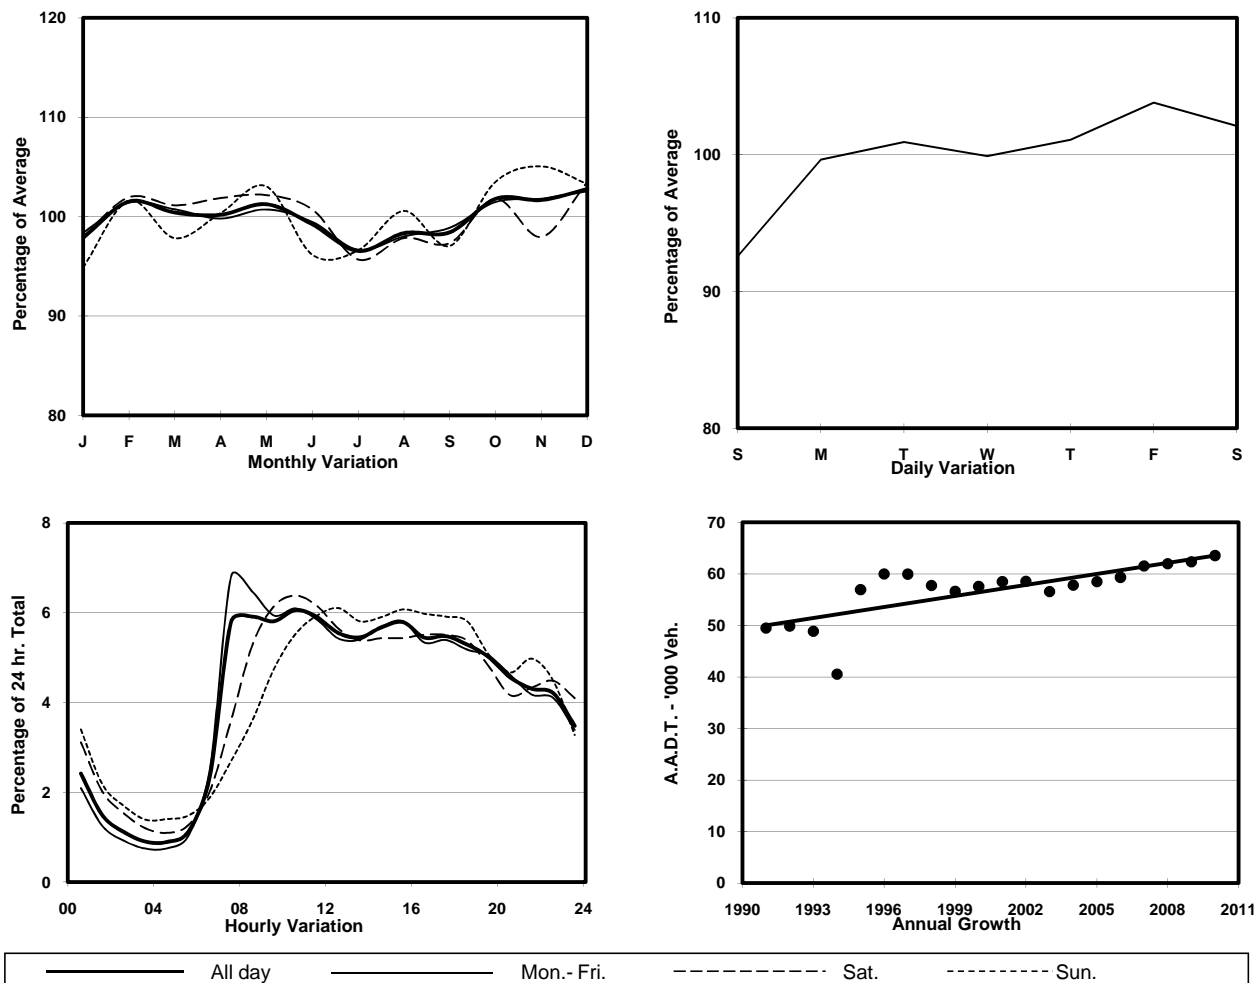 120
110
100
90
80
Percentage of Average
J F M A M J J A S O N D
Monthly Variation
110
100
90
80
Percentage of Average
S M T W T F S
Daily Variation
8
6
4
2
0
Percentage of 24 hr. Total
00 04 08 12 16 20 24
Hourly Variation
70
60
50
40
30
20
10
0
A.A.D.T. - '000 Veh.
1990 1993 1996 1999 2002 2005 2008 2011
Annual Growth
All day Mon.- Fri. Sat. Sun.